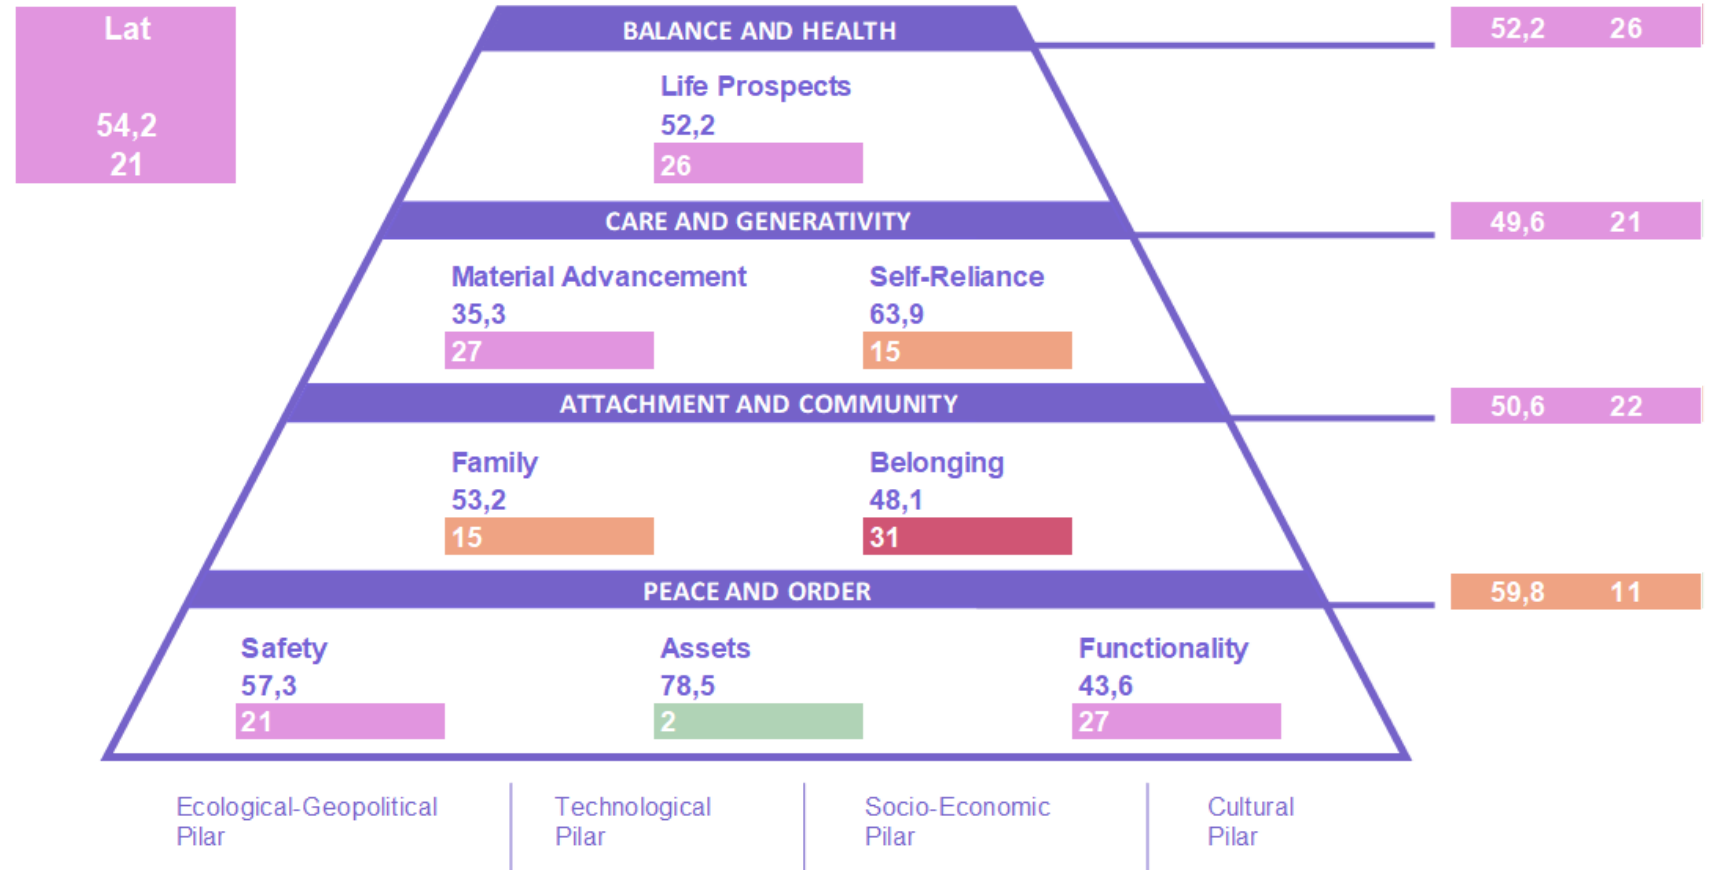 Lat
54,2
21
BALANCE AND HEALTH
52,2 26
Life Prospects
52,2
26
CARE AND GENERATIVITY
49,6 21
Material Advancement
35,3
27
Self-Reliance
63,9
15
ATTACHMENT AND COMMUNITY
50,6 22
Family
53,2
15
Belonging
48,1
31
PEACE AND ORDER
59,8 11
Safety
57,3
21
Assets
78,5
2
Functionality
43,6
27
Ecological-Geopolitical
Pilar
Technological
Pilar
Socio-Economic
Pilar
Cultural
Pilar